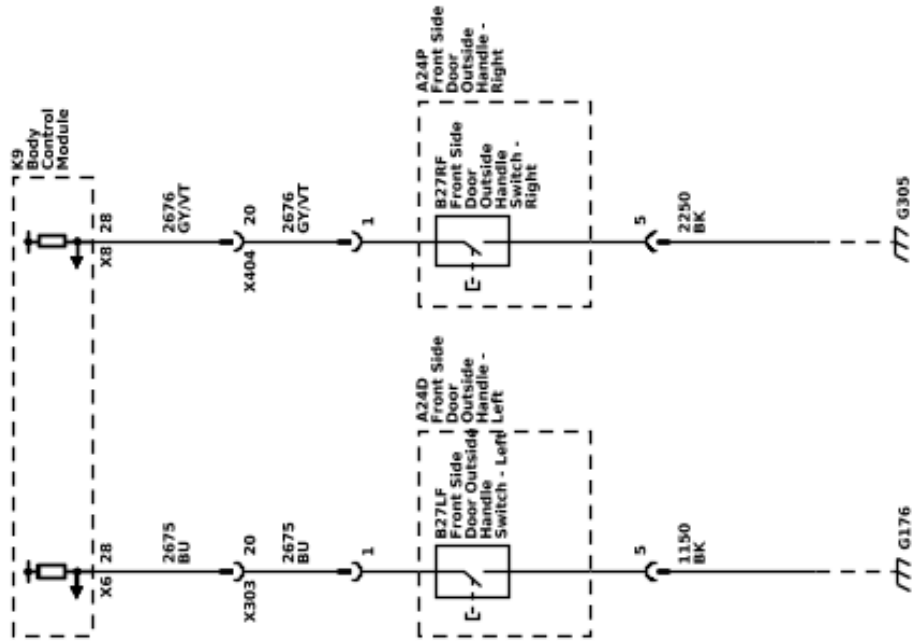 K9
Body
Control
Module
X6
28
2675
BU
X303
20
2675
BU
1
A24D
Front Side
Door
Outside
Handle -
Left
B27LF
Front Side
Door Outside
Handle
Switch - Left
5
1150
BK
G176
X8
28
2676
GY/VT
X404
20
2676
GY/VT
1
A24P
Front Side
Door
Outside
Handle -
Right
B27RF
Front Side
Door
Outside
Handle
Switch -
Right
5
2250
BK
G305